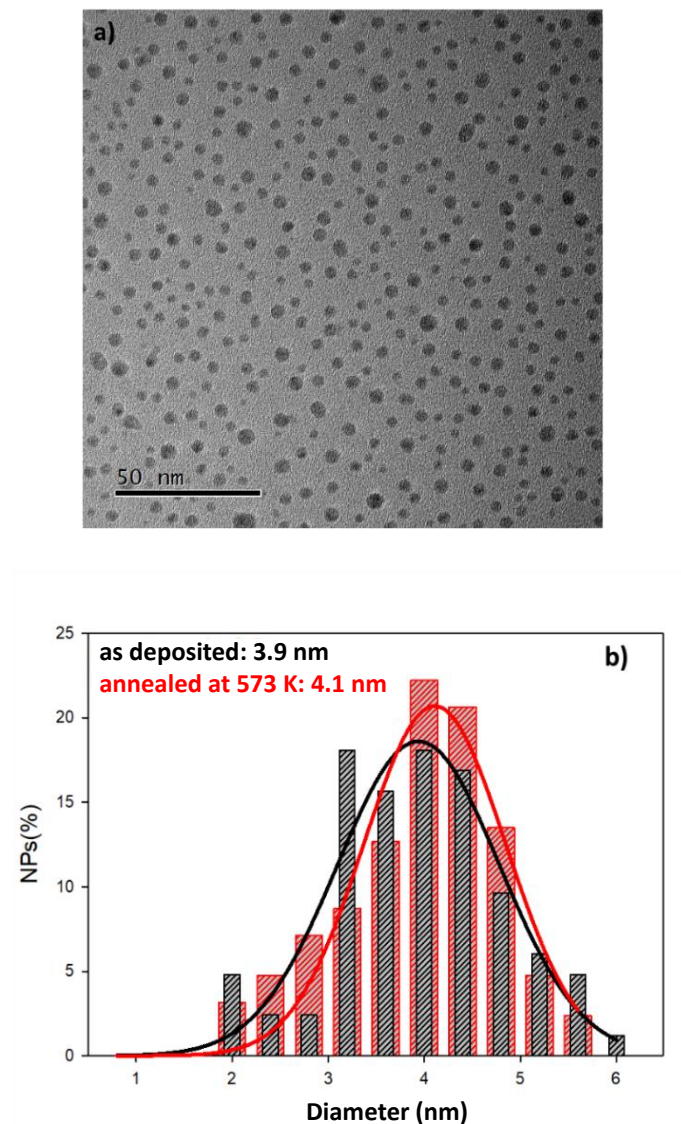 a)
50 nm
25
20
15
10
5
0
NPs(%)
as deposited: 3.9 nm
annealed at 573 K: 4.1 nm
b)
1 2 3 4 5 6
Diameter (nm)